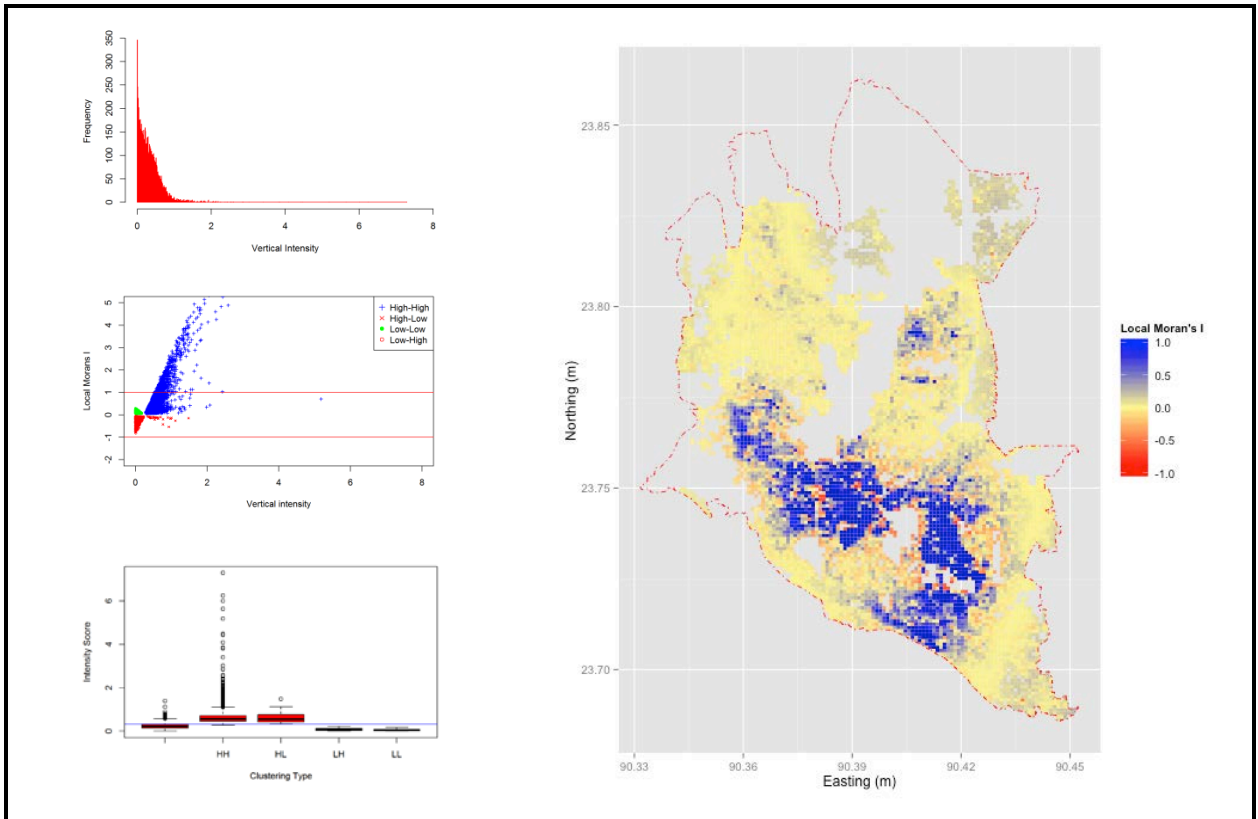 350
300
250
200
150
100
50
0
Frequency
0 2 4 6 8
Vertical Intensity
5
4
3
2
1
0
-1
-2
Local Morans I
High-High
High-Low
Low-Low
Low-High
0 2 4 6 8
Vertical intensity
6
4
2
0
Intensity Score
HH HL LH LL
Clustering Type
23.85
23.80
23.75
23.70
Northing (m)
90.33 90.36 90.39 90.42 90.45
Easting (m)
Local Moran's I
1.0
0.5
0.0
-0.5
-1.0